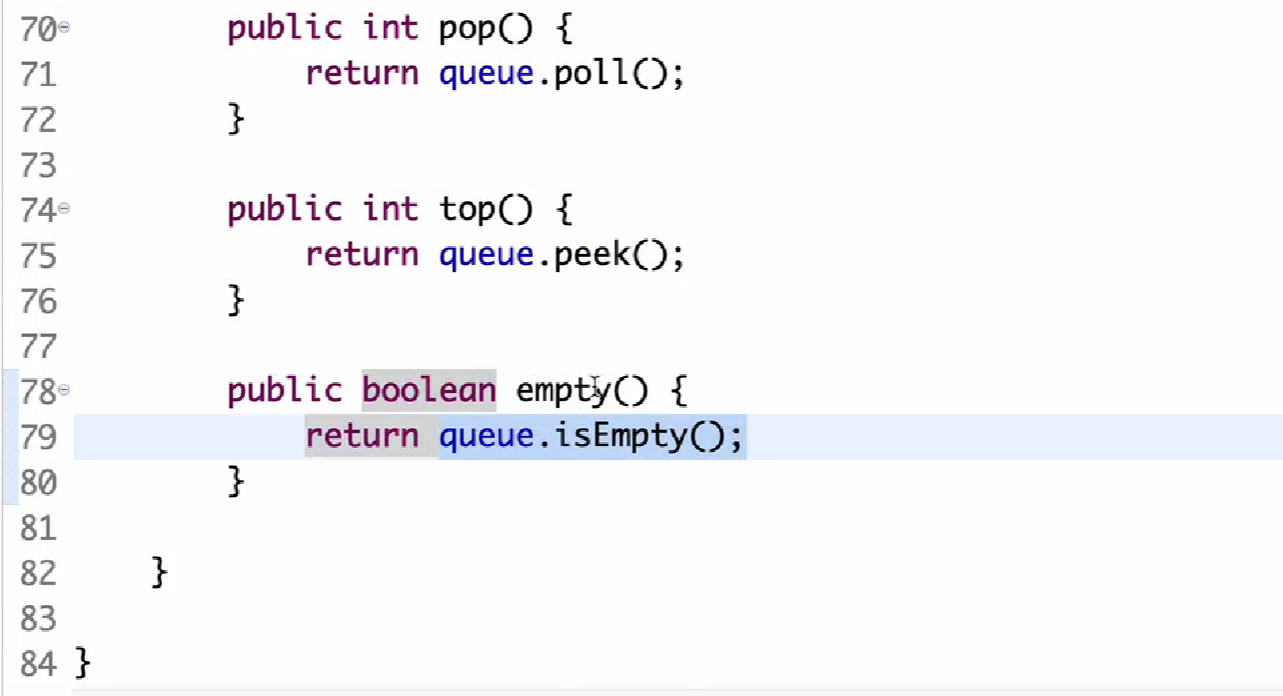 70 public int pop() {
71 return queue.poll();
72 }
73
74 public int top() {
75 return queue.peek();
76 }
77
78 public boolean empty() {
79 return queue.isEmpty();
80 }
81
82 }
83
84 }